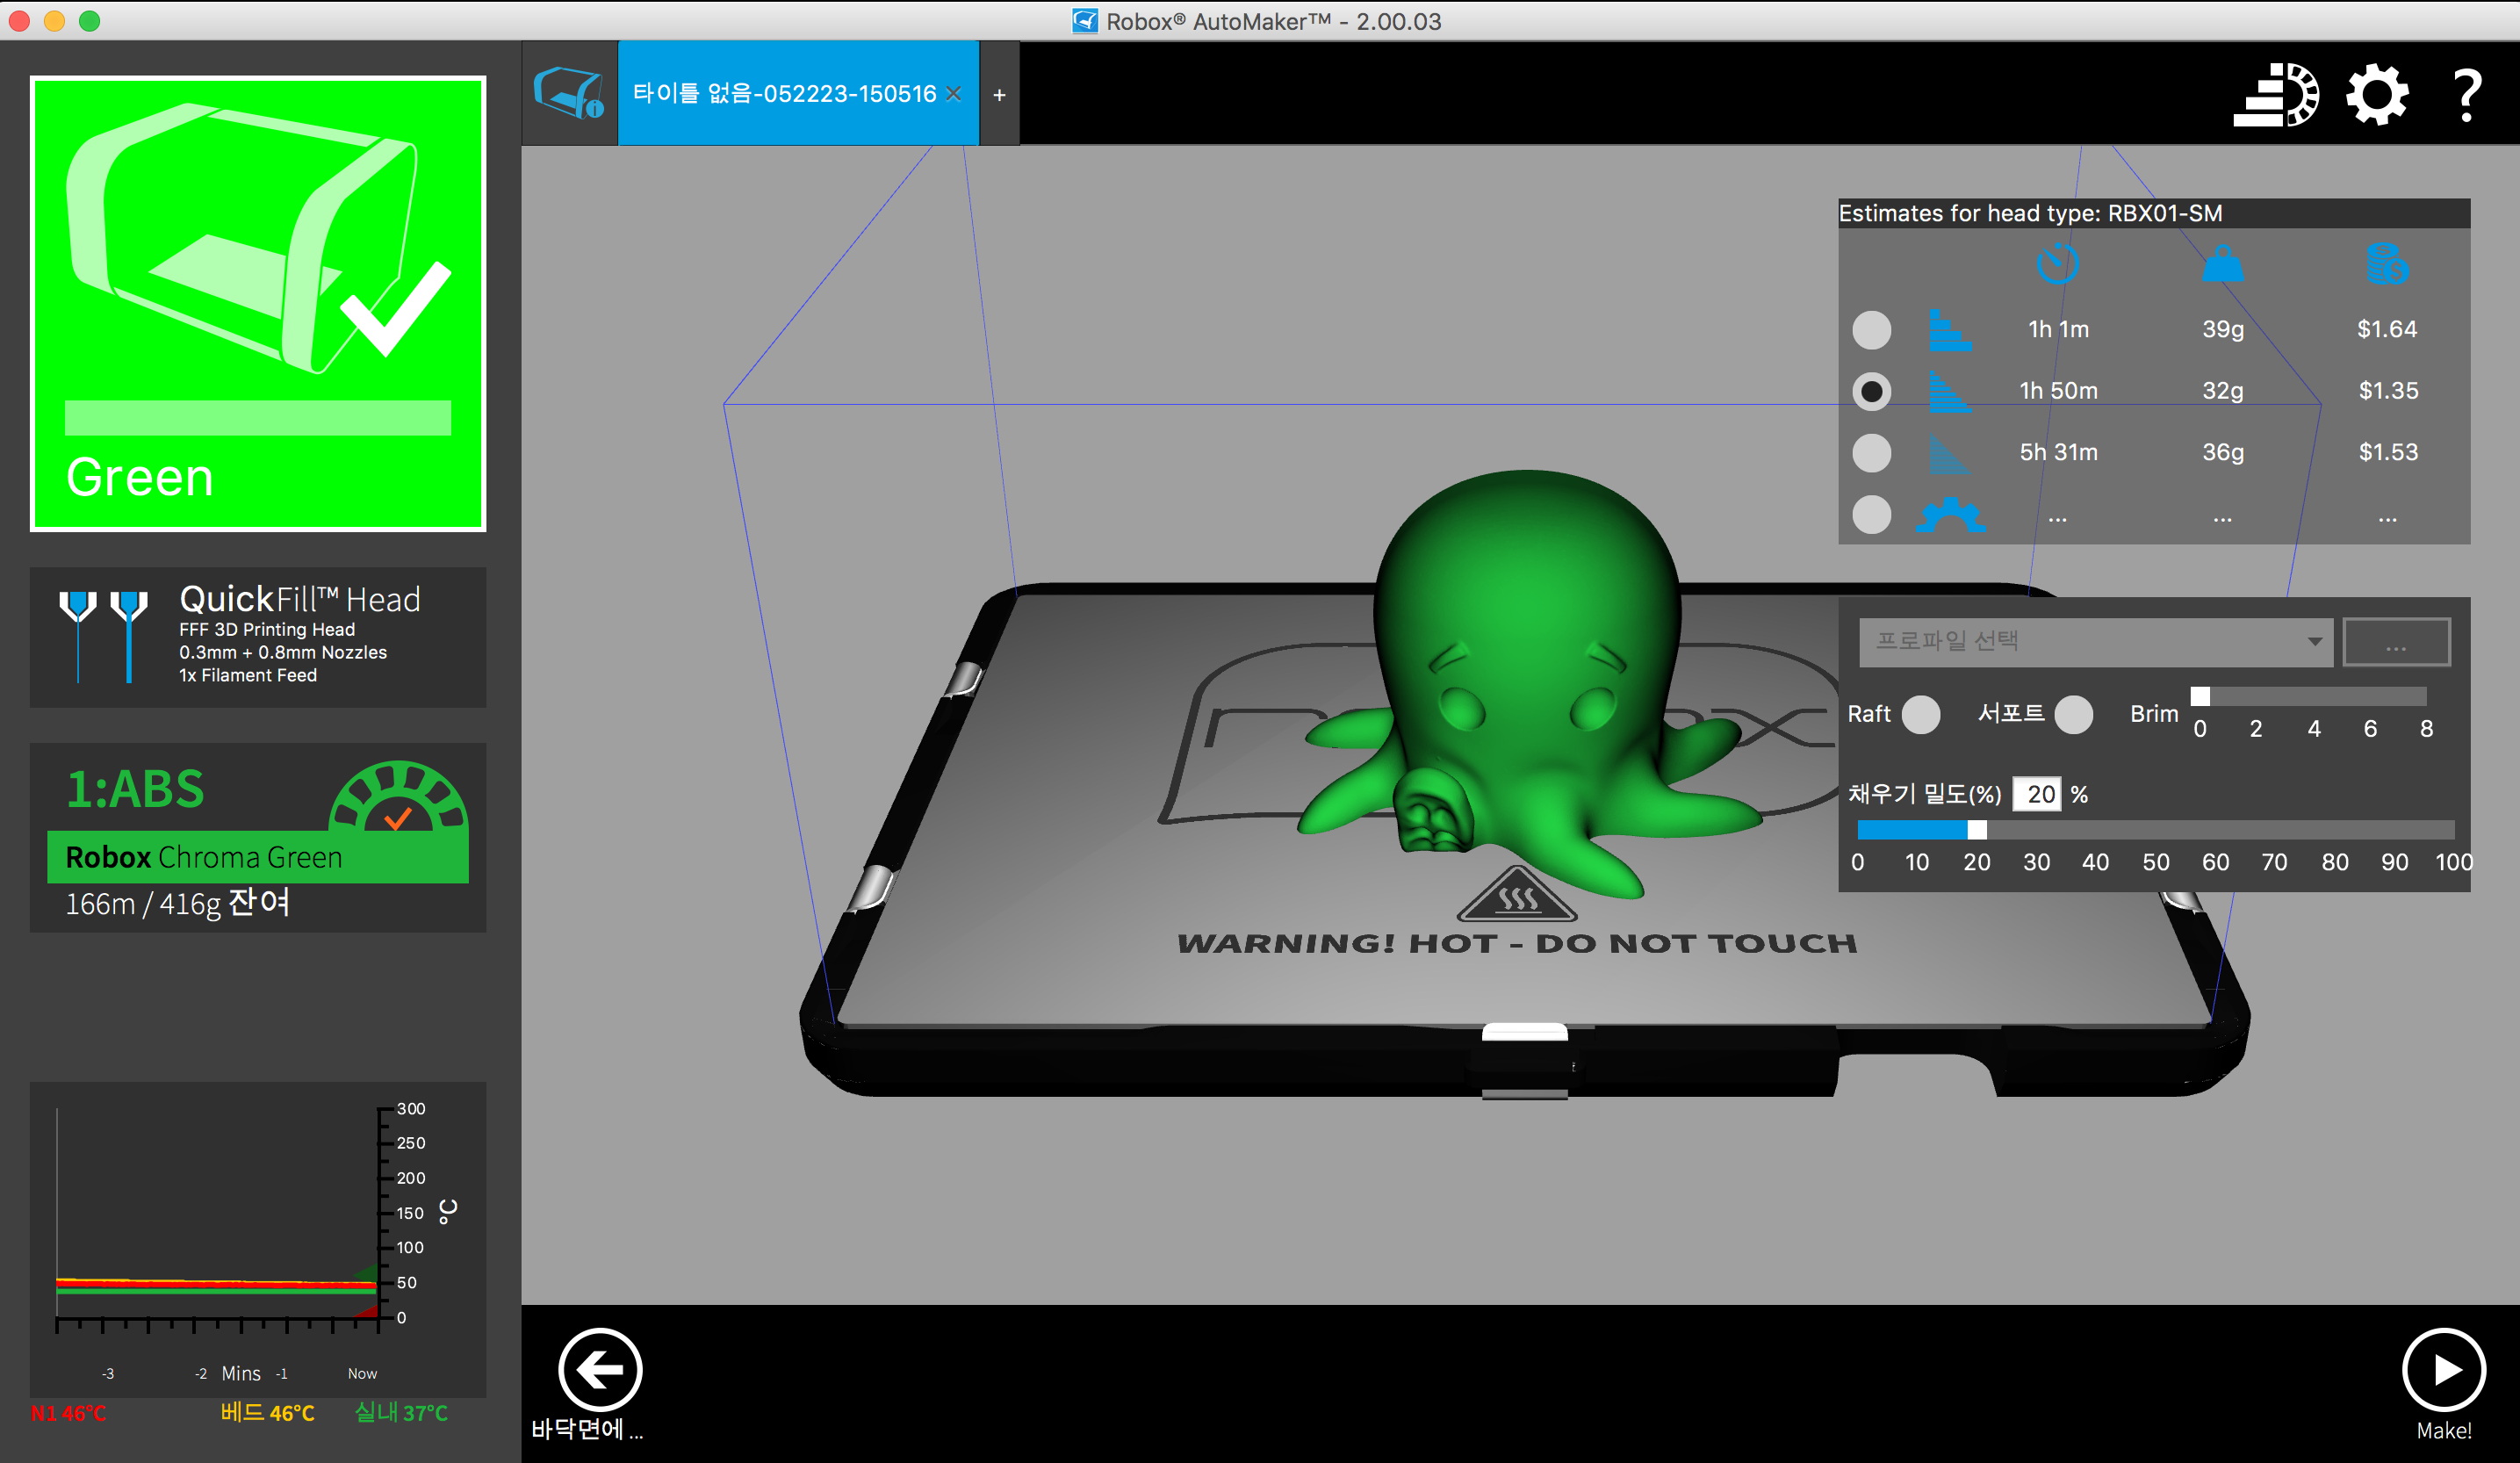 Robox® AutoMaker™ - 2.00.03
타이틀 없음-052223-150516 ✕
+
?
Green
QuickFill™ Head
FFF 3D Printing Head
0.3mm + 0.8mm Nozzles
1x Filament Feed
1:ABS
Robox Chroma Green
166m / 416g 잔여
300
250
200
150
100
50
0
°C
-3 -2 Mins -1 Now
N1 46°C 베드 46°C 실내 37°C
Estimates for head type: RBX01-SM
1h 1m 39g $1.64
1h 50m 32g $1.35
5h 31m 36g $1.53
... ... ...
프로파일 선택 ...
Raft 서포트 Brim
0 2 4 6 8
채우기 밀도(%) 20 %
0 10 20 30 40 50 60 70 80 90 100
WARNING! HOT - DO NOT TOUCH
바닥면에 ...
Make!